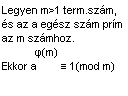 Legyen m>1 term.szám,
és az a egész szám prím
az m számhoz.
φ(m)
Ekkor a ≡ 1(mod m)